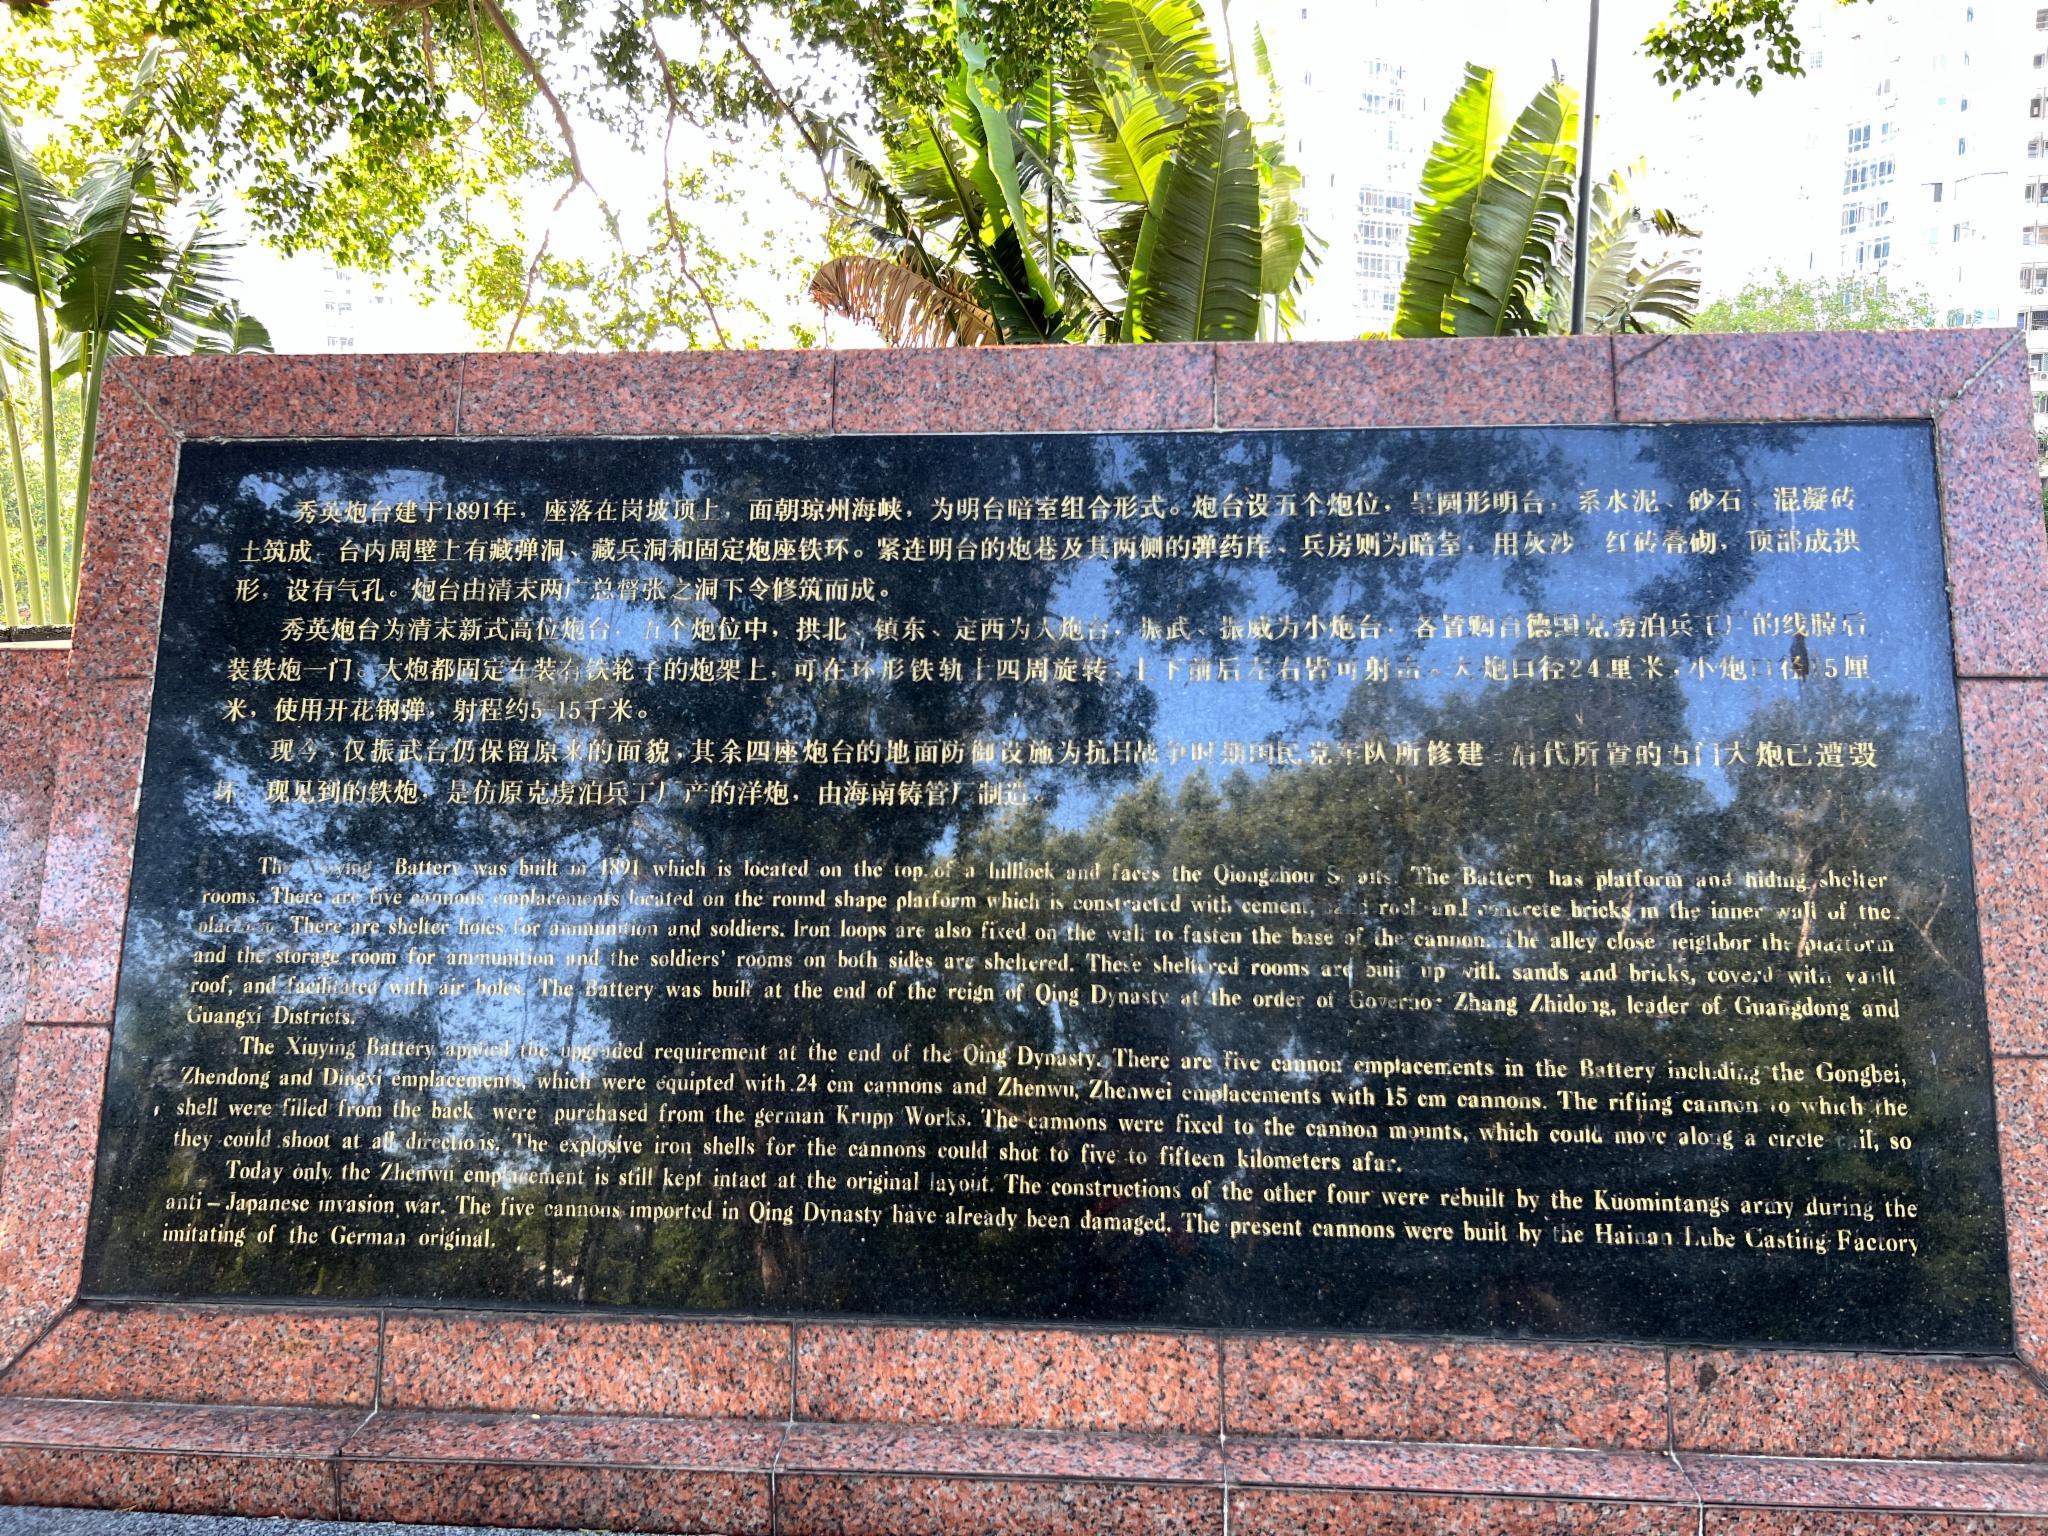 秀英炮台建于1891年，座落在岗坡顶上，面朝琼州海峡，为明台暗室组合形式。炮台设五个炮位，呈圆形明台，系水泥、砂石、混凝砖
土筑成，台内周壁上有藏弹洞、藏兵洞和固定炮座铁环。紧连明台的炮巷及其两侧的弹药库、兵房则为暗室，用灰沙、红砖叠砌，顶部成拱
形，设有气孔。炮台由清末两广总督张之洞下令修筑而成。
秀英炮台为清末新式高位炮台，五个炮位中，拱北、镇东、定西为大炮台，振武、振威为小炮台，各置购自德国克虏泊兵工厂的线膛后
装铁炮一门。大炮都固定在装有铁轮子的炮架上，可在环形铁轨上四周旋转，上下前后左右皆可射击。大炮口径24厘米，小炮口径15厘
米，使用开花钢弹，射程约5-15千米。
现今，仅振武台仍保留原来的面貌，其余四座炮台的地面防御设施为抗日战争时期国民党军队所修建，清代所置的五门大炮已遭毁
坏。现见到的铁炮，是仿原克虏泊兵工厂产的洋炮，由海南铸管厂制造。
The Xiuying Battery was built in 1891 which is located on the top of a hilllock and faces the Qiongzhou Straits. The Battery has platform and hiding shelter
rooms. There are five cannons emplacements located on the round shape platform which is constructed with cement, sand rock and concrete bricks in the inner wall of the
platform. There are shelter holes for ammunition and soldiers. Iron loops are also fixed on the wall to fasten the base of the cannon. The alley close neighbor the platform
and the storage room for ammunition and the soldiers' rooms on both sides are sheltered. These sheltered rooms are built up with sands and bricks, coverd with vault
roof, and facilitated with air holes. The Battery was built at the end of the reign of Qing Dynasty at the order of Governor Zhang Zhidong, leader of Guangdong and
Guangxi Districts.
The Xiuying Battery applied the upgraded requirement at the end of the Qing Dynasty. There are five cannon emplacements in the Battery including the Gongbei,
Zhendong and Dingxi emplacements, which were equipted with 24 cm cannons and Zhenwu, Zhenwei emplacements with 15 cm cannons. The rifling cannon to which the
shell were filled from the back were purchased from the german Krupp Works. The cannons were fixed to the cannon mounts, which could move along a circle rail, so
they could shoot at all directions. The explosive iron shells for the cannons could shot to five to fifteen kilometers afar.
Today only the Zhenwu emplacement is still kept intact at the original layout. The constructions of the other four were rebuilt by the Kuomintangs army during the
anti-Japanese invasion war. The five cannons imported in Qing Dynasty have already been damaged. The present cannons were built by the Hainan Lube Casting Factory
imitating of the German original.